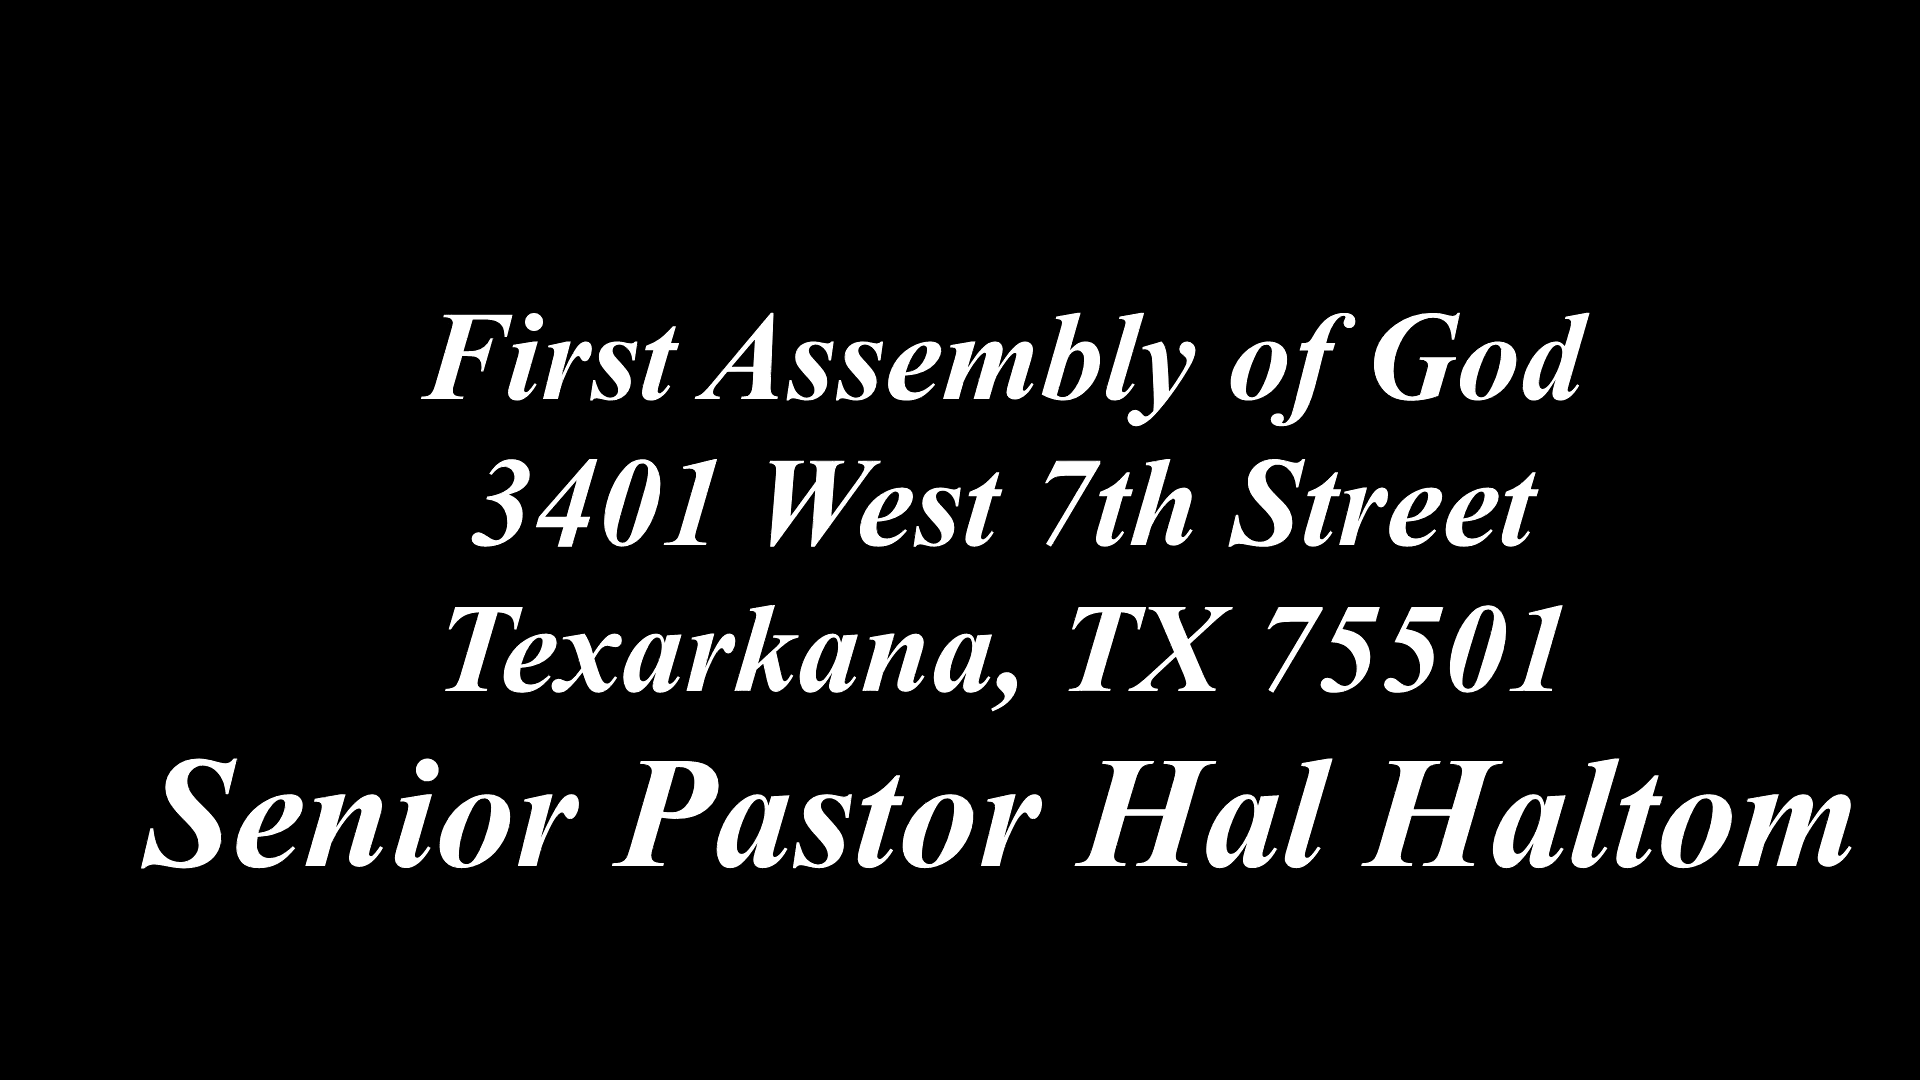 First Assembly of God
3401 West 7th Street
Texarkana, TX 75501
Senior Pastor Hal Haltom